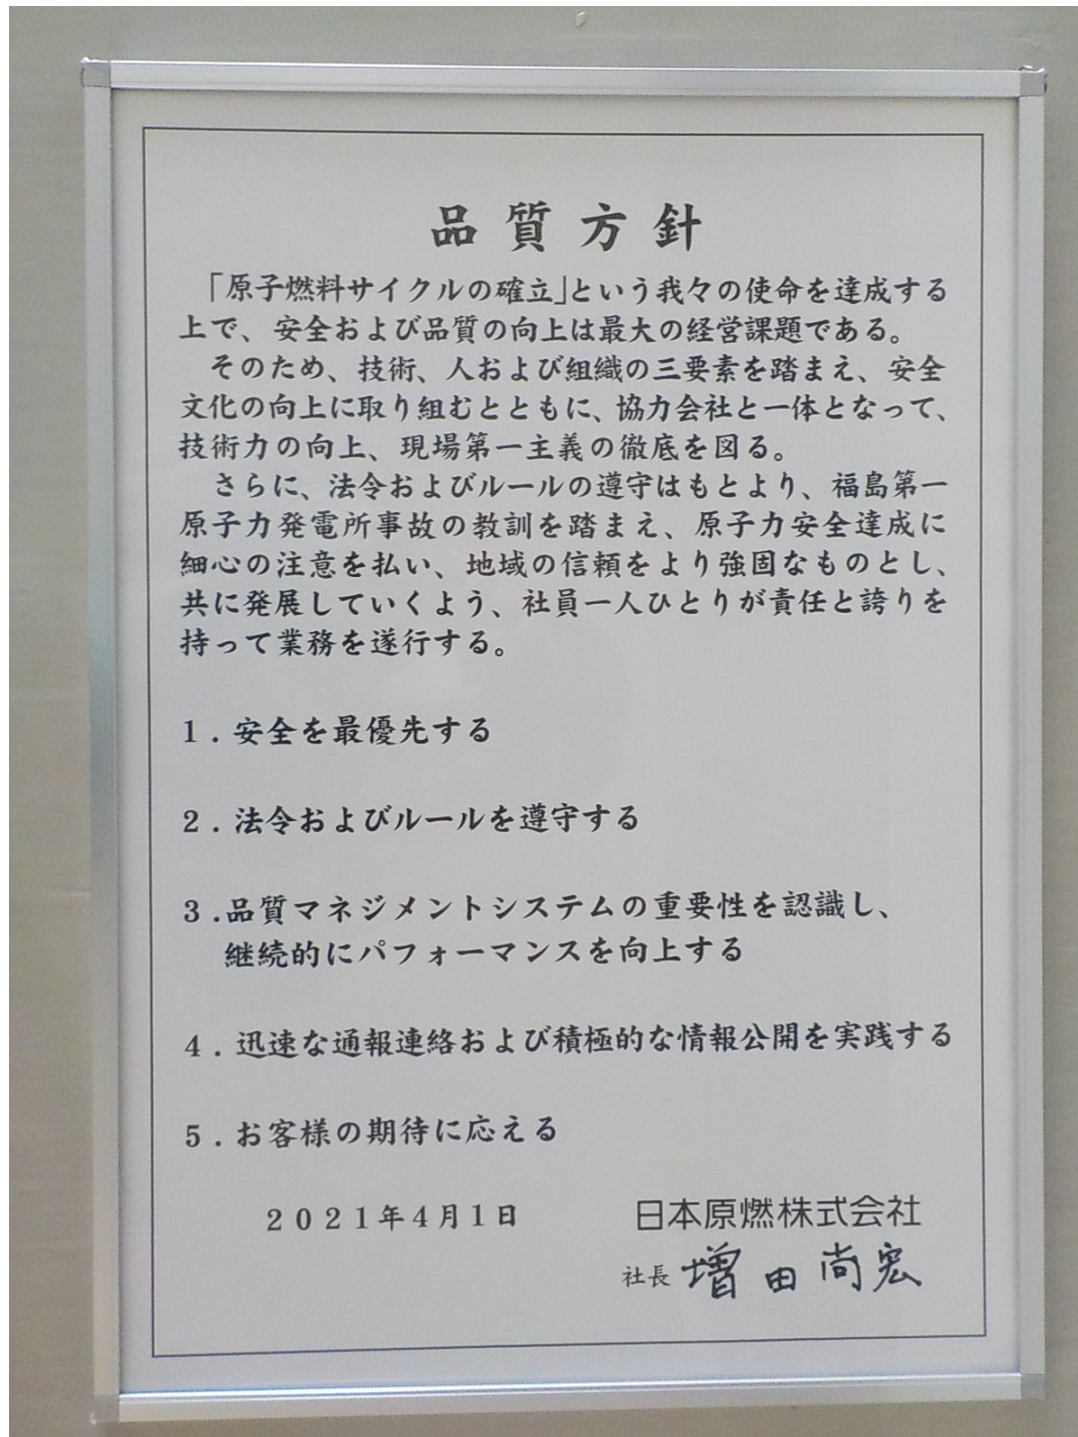 品質方針
「原子燃料サイクルの確立」という我々の使命を達成する
上で、安全および品質の向上は最大の経営課題である。
そのため、技術、人および組織の三要素を踏まえ、安全
文化の向上に取り組むとともに、協力会社と一体となって、
技術力の向上、現場第一主義の徹底を図る。
さらに、法令およびルールの遵守はもとより、福島第一
原子力発電所事故の教訓を踏まえ、原子力安全達成に
細心の注意を払い、地域の信頼をより強固なものとし、
共に発展していくよう、社員一人ひとりが責任と誇りを
持って業務を遂行する。
1．安全を最優先する
2．法令およびルールを遵守する
3．品質マネジメントシステムの重要性を認識し、
継続的にパフォーマンスを向上する
4．迅速な通報連絡および積極的な情報公開を実践する
5．お客様の期待に応える
2021年4月1日
日本原燃株式会社
社長 増田尚宏